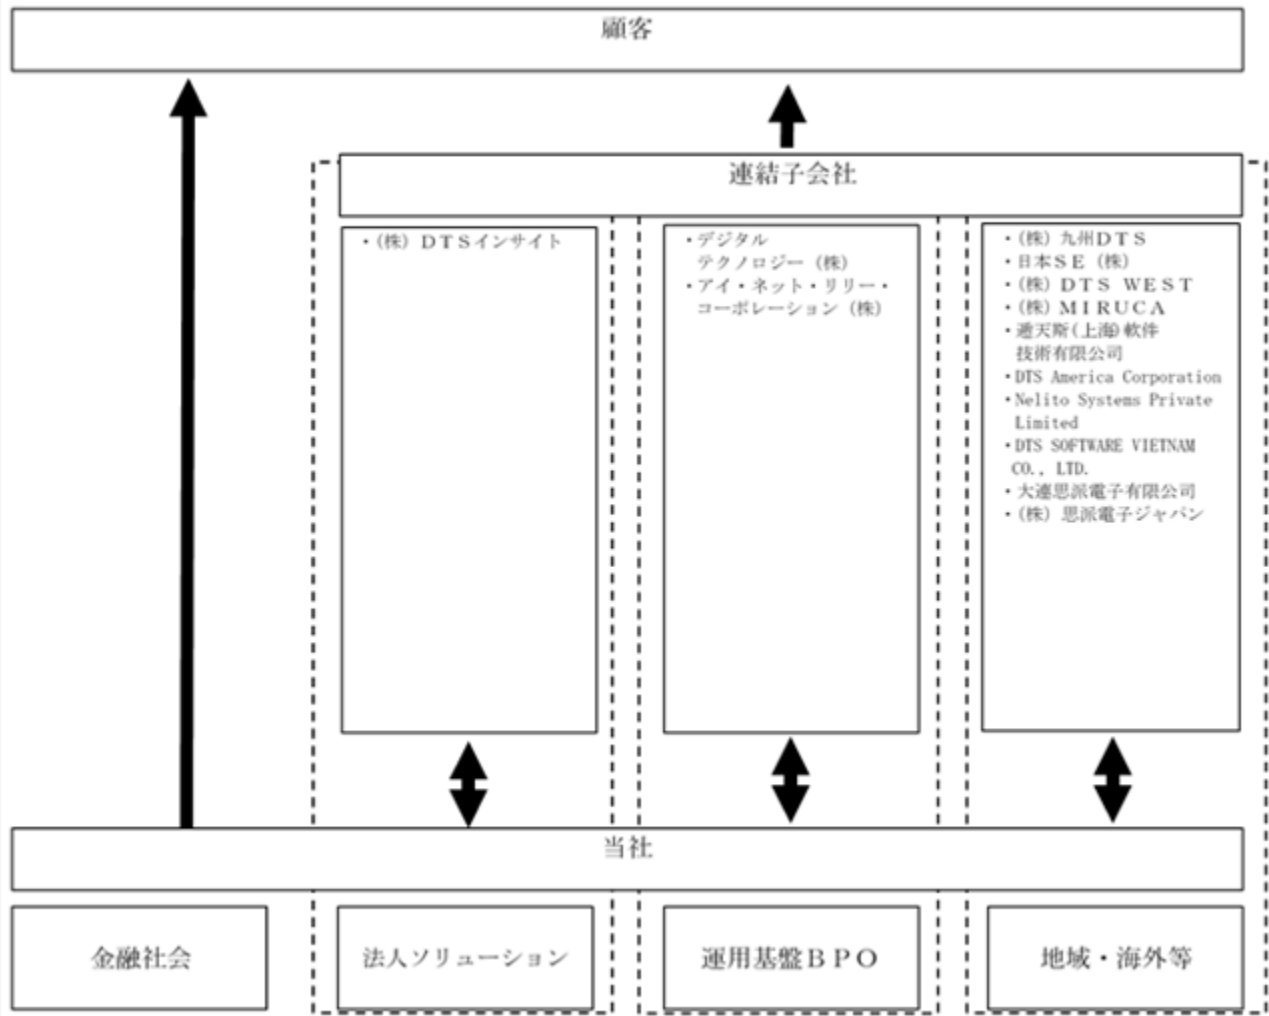 顧客
連結子会社
・(株) ＤＴＳインサイト
・デジタル
テクノロジー (株)
・アイ・ネット・リリー・
コーポレーション (株)
・(株) 九州ＤＴＳ
・日本ＳＥ (株)
・(株) ＤＴＳ ＷＥＳＴ
・(株) ＭＩＲＵＣＡ
・逓天斯(上海)軟件
技術有限公司
・DTS America Corporation
・Nelito Systems Private
Limited
・DTS SOFTWARE VIETNAM
CO., LTD.
・大連思派電子有限公司
・(株) 思派電子ジャパン
当社
金融社会
法人ソリューション
運用基盤ＢＰＯ
地域・海外等